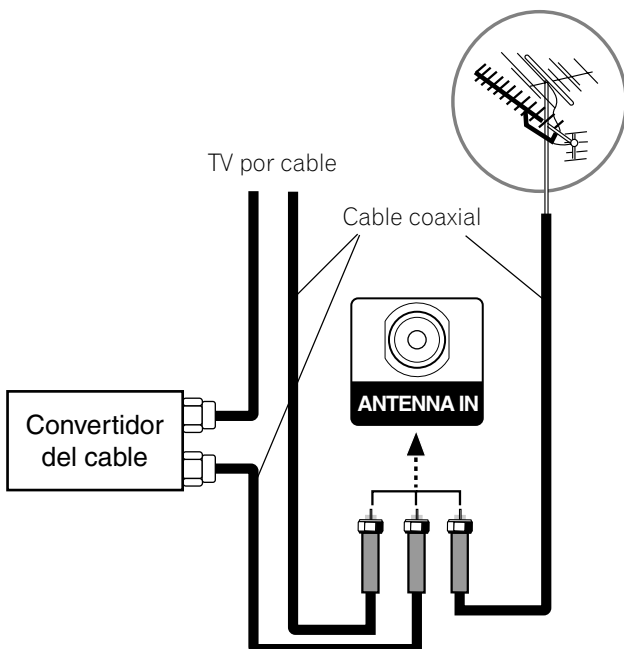 TV por cable
Cable coaxial
ANTENNA IN
Convertidor
del cable